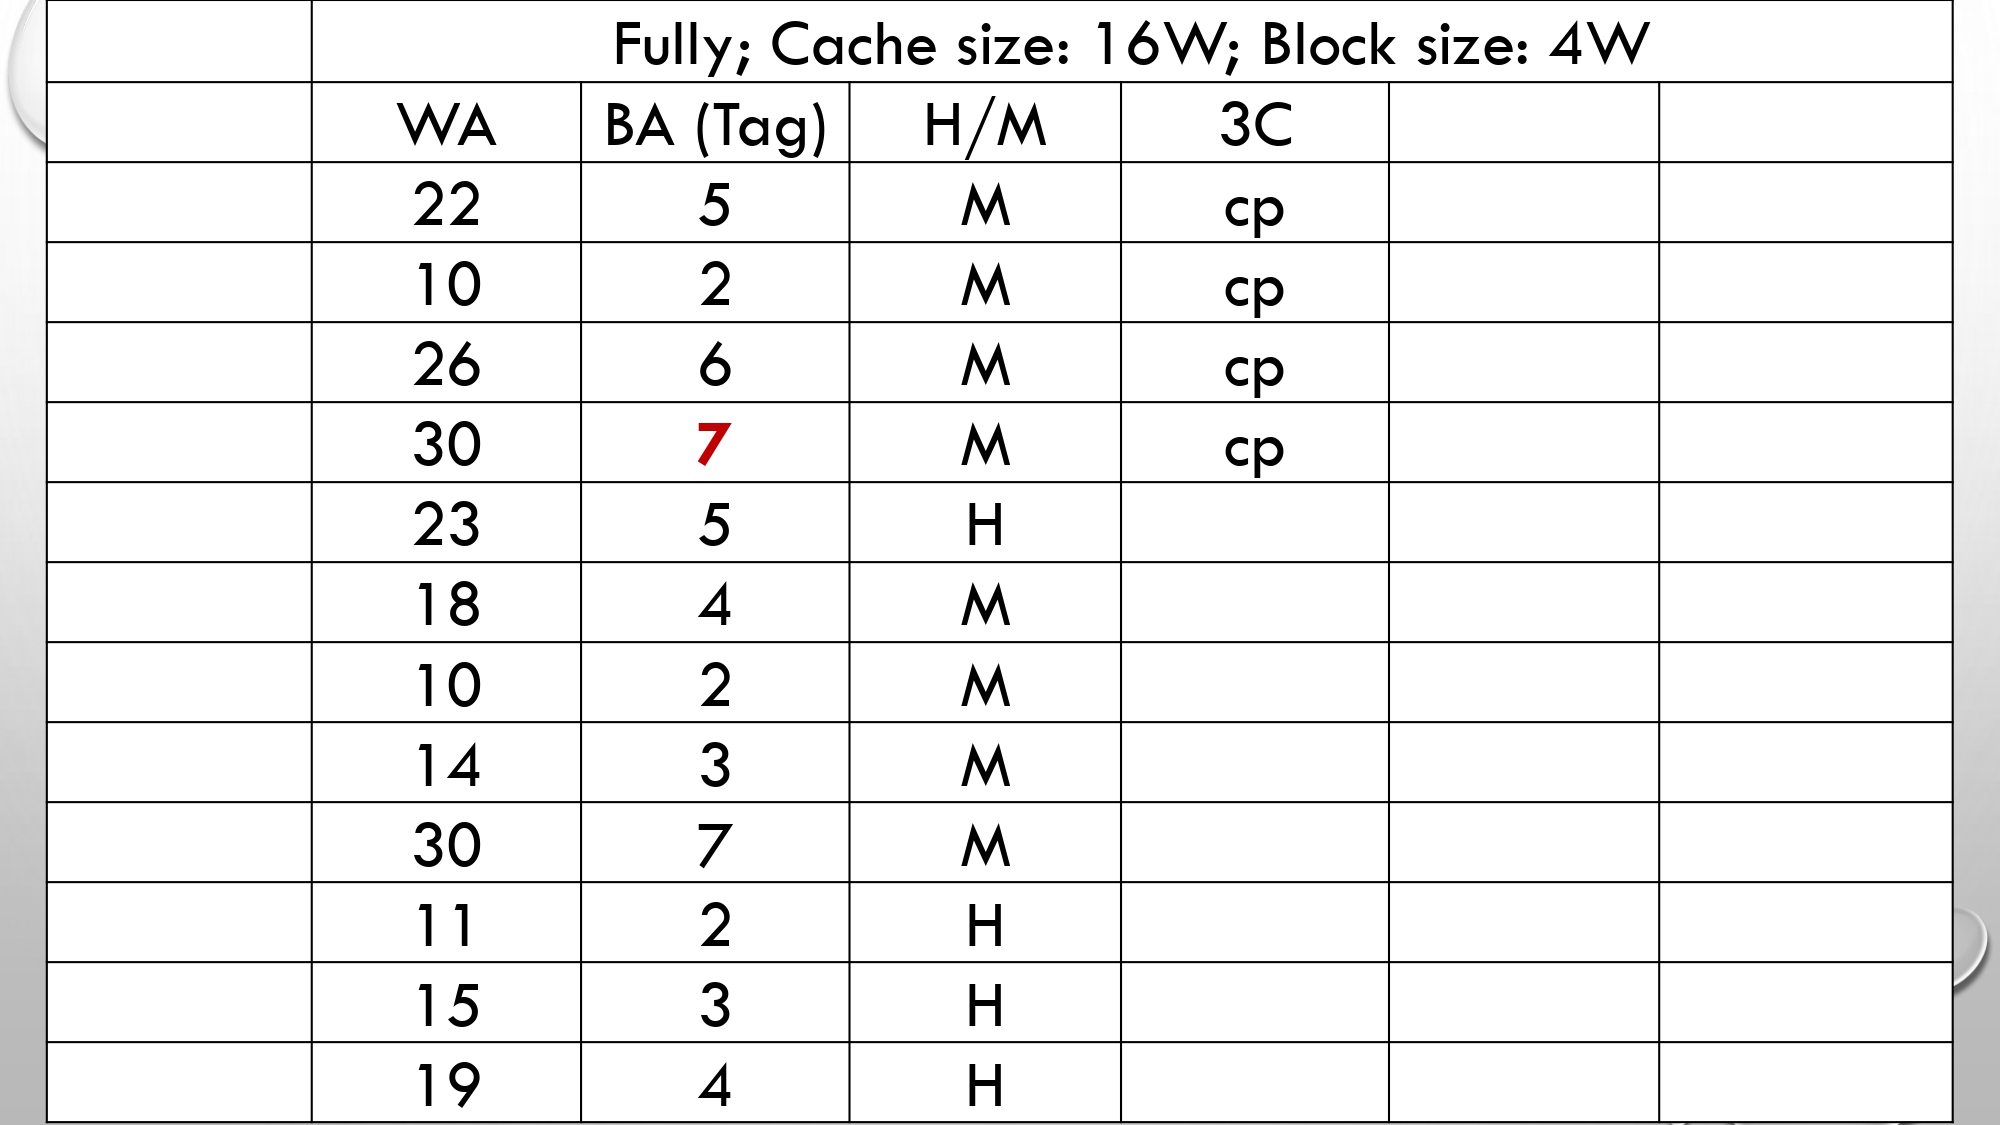 Fully; Cache size: 16W; Block size: 4W
WA BA (Tag) H/M 3C
22 5 M cp
10 2 M cp
26 6 M cp
30 7 M cp
23 5 H
18 4 M
10 2 M
14 3 M
30 7 M
11 2 H
15 3 H
19 4 H